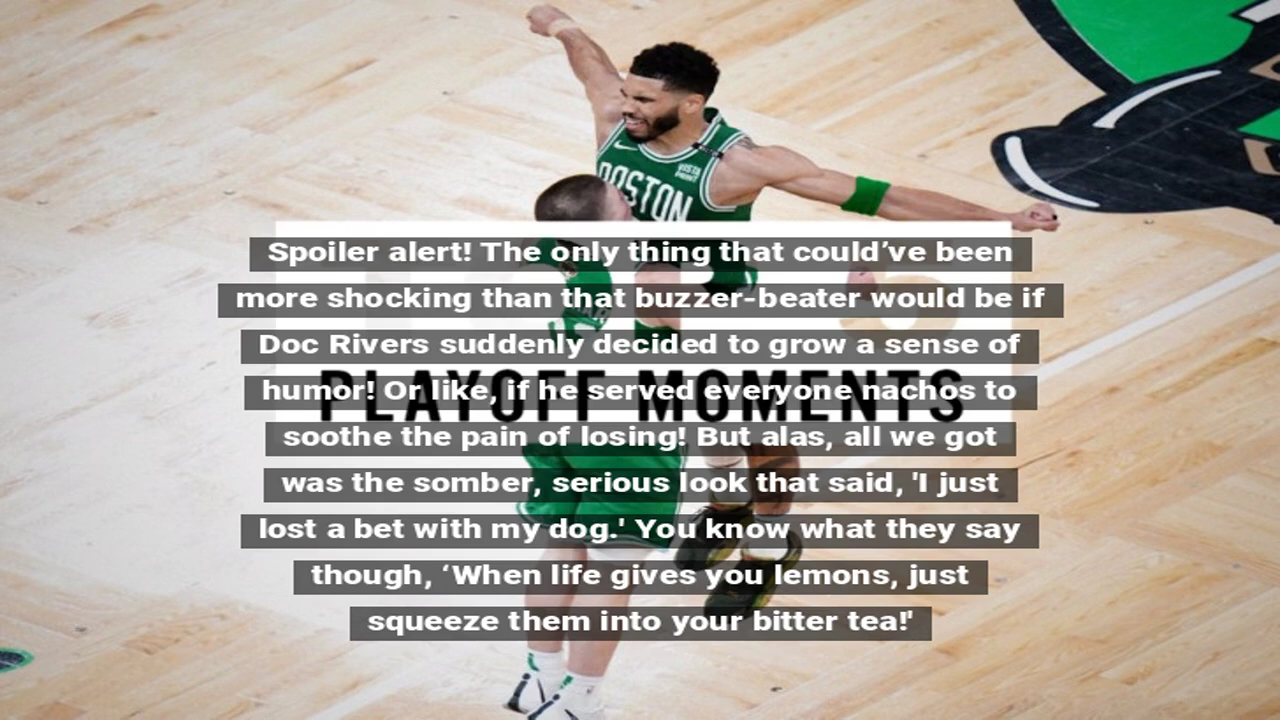 BOSTON
VISTA
PRINT
Spoiler alert! The only thing that could’ve been
more shocking than that buzzer-beater would be if
Doc Rivers suddenly decided to grow a sense of
humor! Or like, if he served everyone nachos to
PLAYOFF MOMENTS
soothe the pain of losing! But alas, all we got
was the somber, serious look that said, 'I just
lost a bet with my dog.' You know what they say
though, ‘When life gives you lemons, just
squeeze them into your bitter tea!'